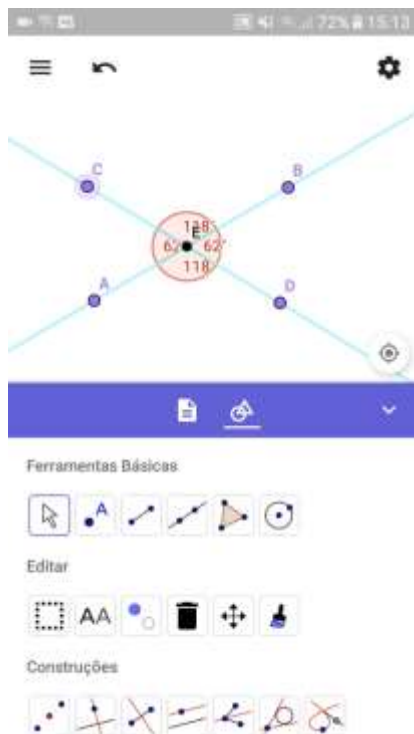 72% 15:13
C
B
118°
E
62° 62°
118
A
D
Ferramentas Básicas
A
Editar
AA
Construções